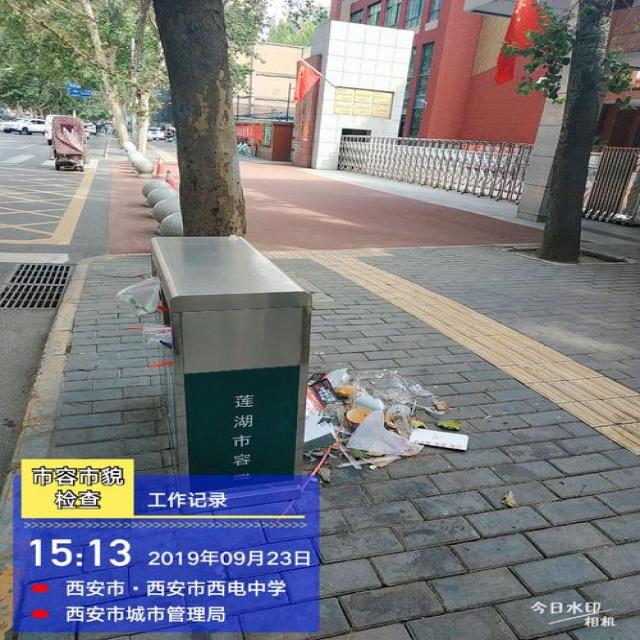 莲湖市容
市容市貌
检查
工作记录
15:13
2019年09月23日
西安市·西安市西电中学
西安市城市管理局
今日水印
相机